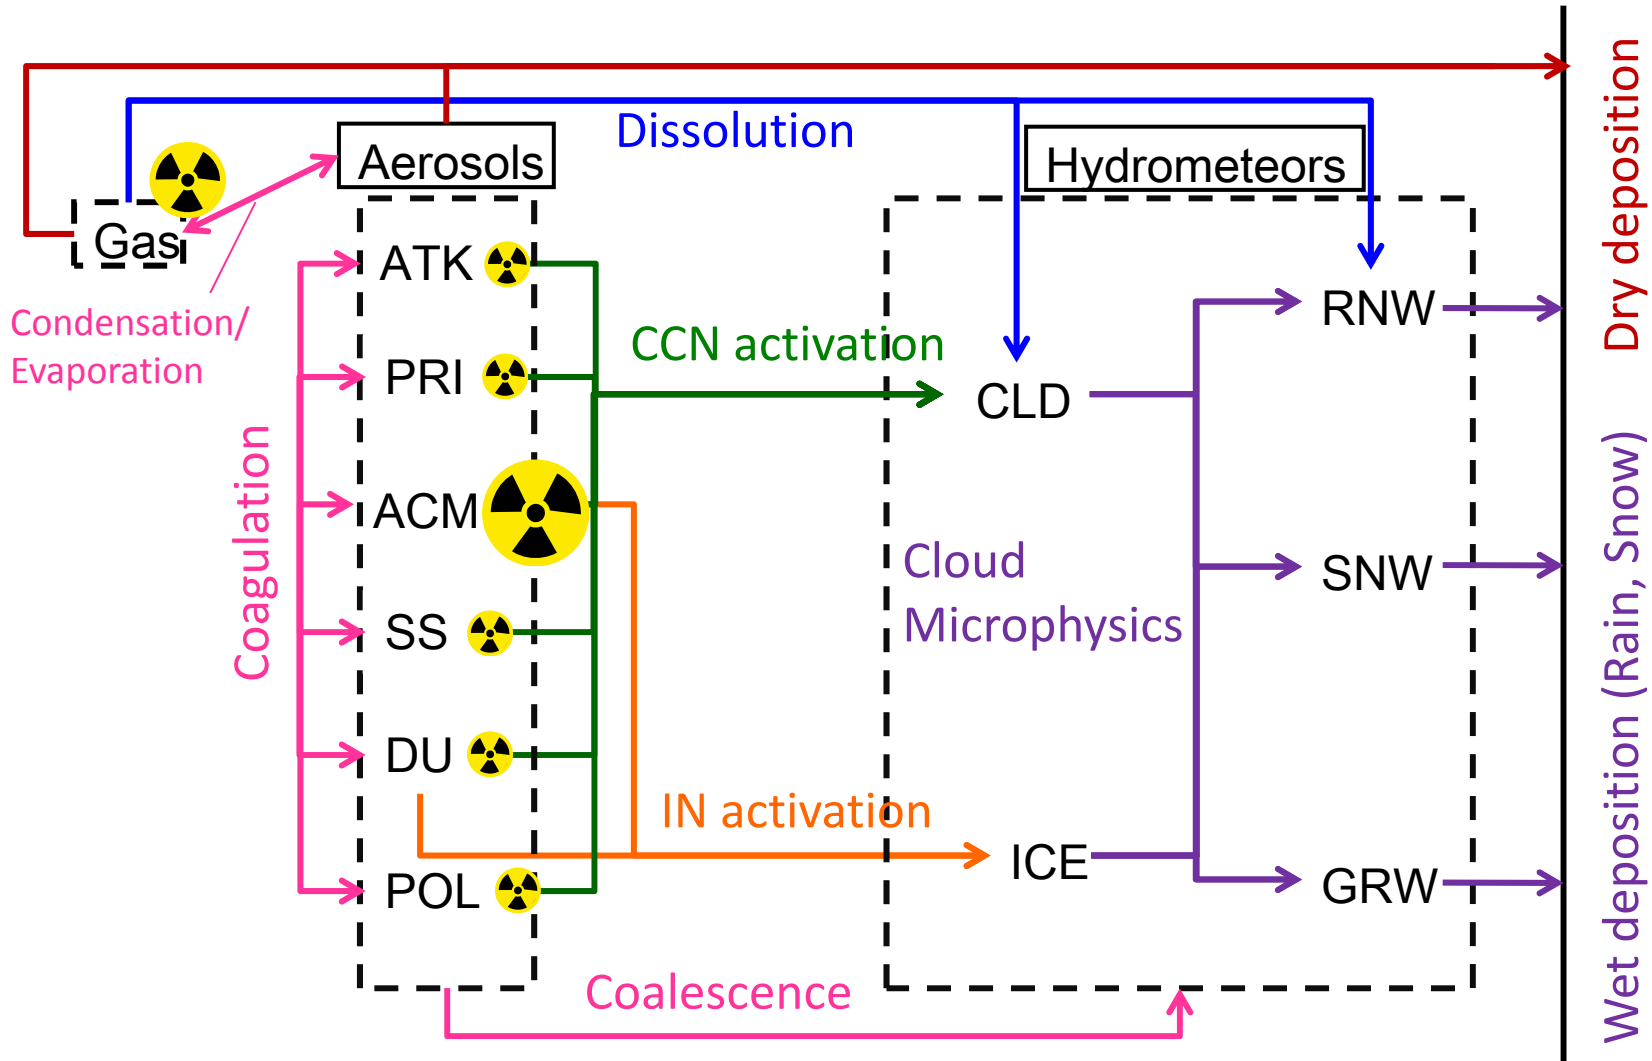 Dissolution
Aerosols
Hydrometeors
Gas
Condensation/
Evaporation
Coagulation
ATK
PRI
ACM
SS
DU
POL
CCN activation
IN activation
Coalescence
CLD
Cloud
Microphysics
ICE
RNW
SNW
GRW
Dry deposition
Wet deposition (Rain, Snow)